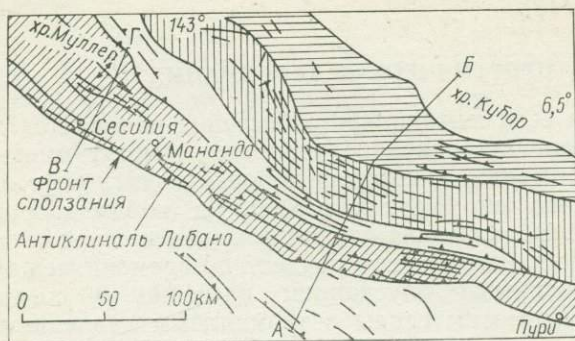 хр. Муллер
Г
143°
Б
хр. Кубор
6,5°
Сесилия
В
Мананда
Фронт
сползания
Антиклиналь Либано
0 50 100км
А
Пури